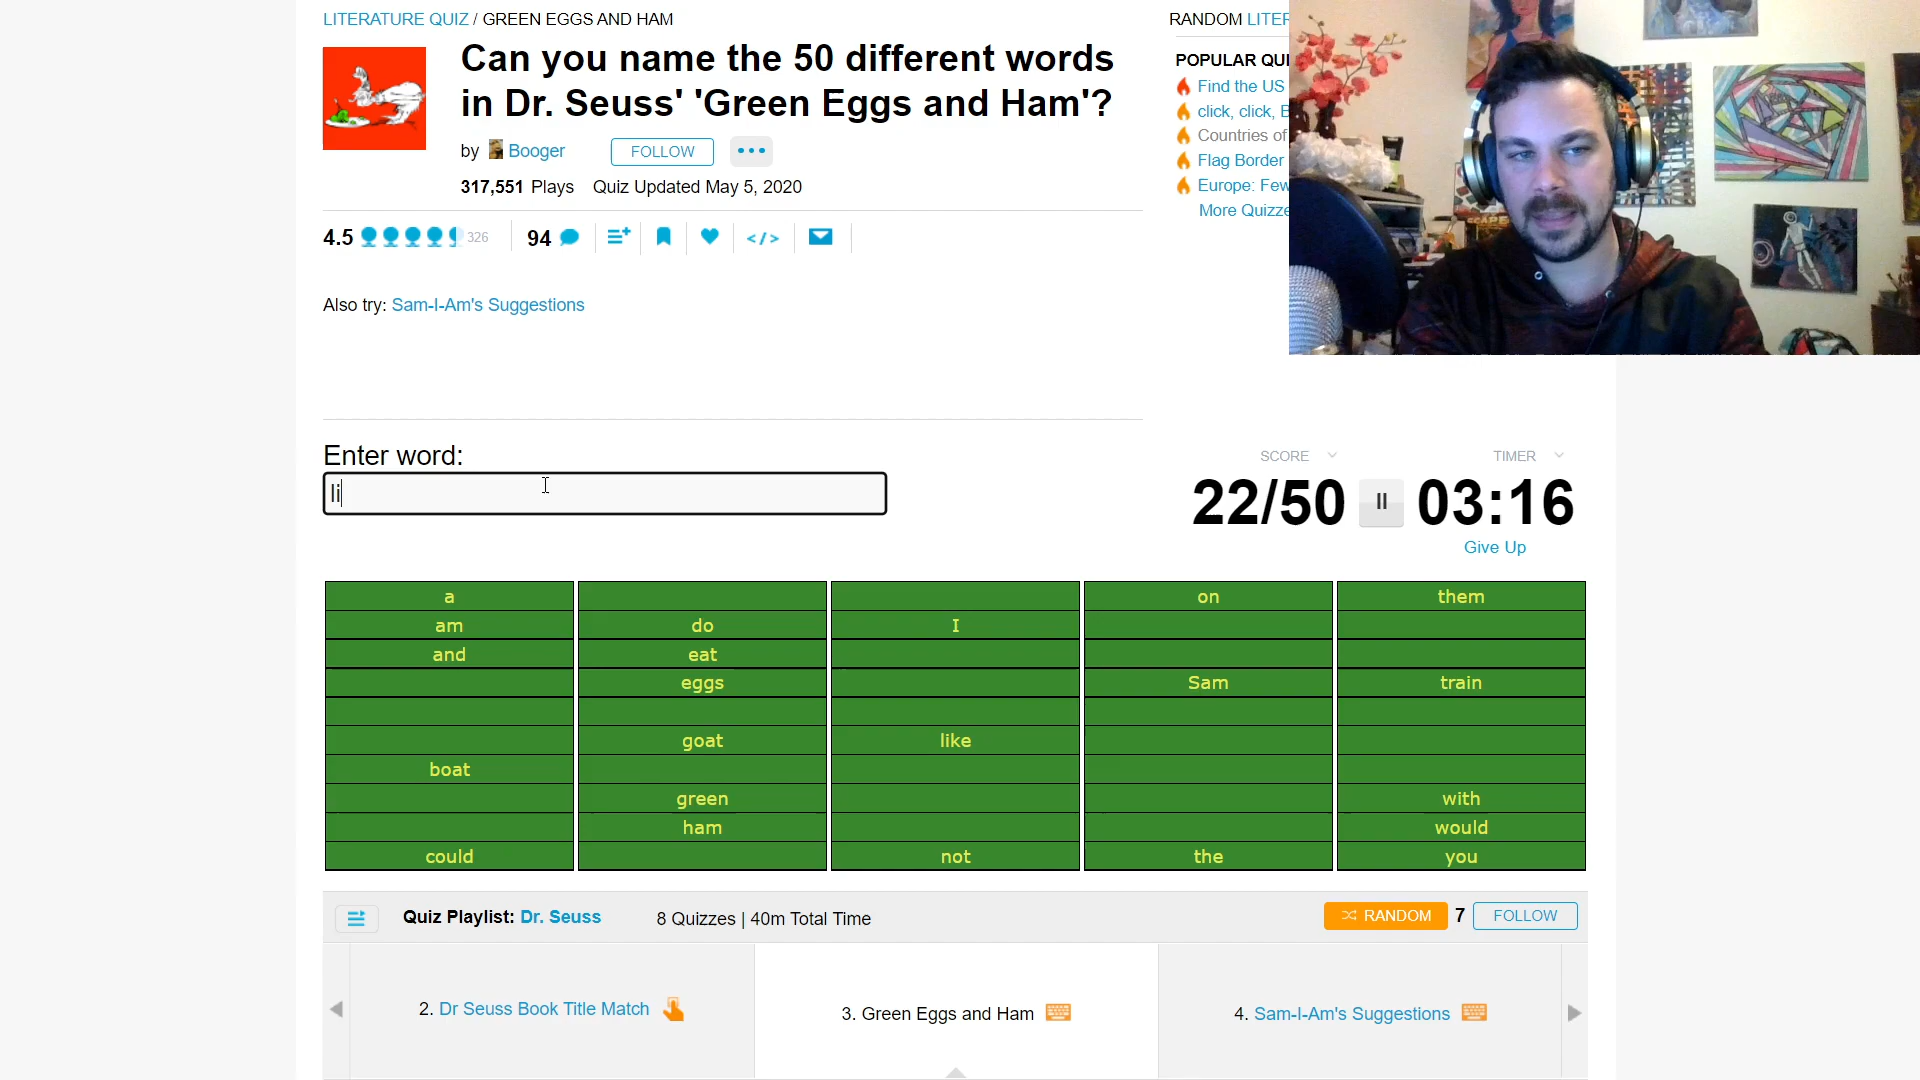 LITERATURE QUIZ / GREEN EGGS AND HAM
Can you name the 50 different words
in Dr. Seuss' 'Green Eggs and Ham'?
by Booger FOLLOW
317,551 Plays Quiz Updated May 5, 2020
4.5 326 94 </>
Also try: Sam-I-Am's Suggestions
RANDOM LITER
POPULAR QUI
Find the US
click, click, B
Countries of
Flag Border
Europe: Few
More Quizze
Enter word:
li
SCORE TIMER
22/50 03:16
Give Up
a on them
am do I
and eat
eggs Sam train
goat like
boat
green with
ham would
could not the you
Quiz Playlist: Dr. Seuss 8 Quizzes | 40m Total Time RANDOM 7 FOLLOW
2. Dr Seuss Book Title Match 3. Green Eggs and Ham 4. Sam-I-Am's Suggestions